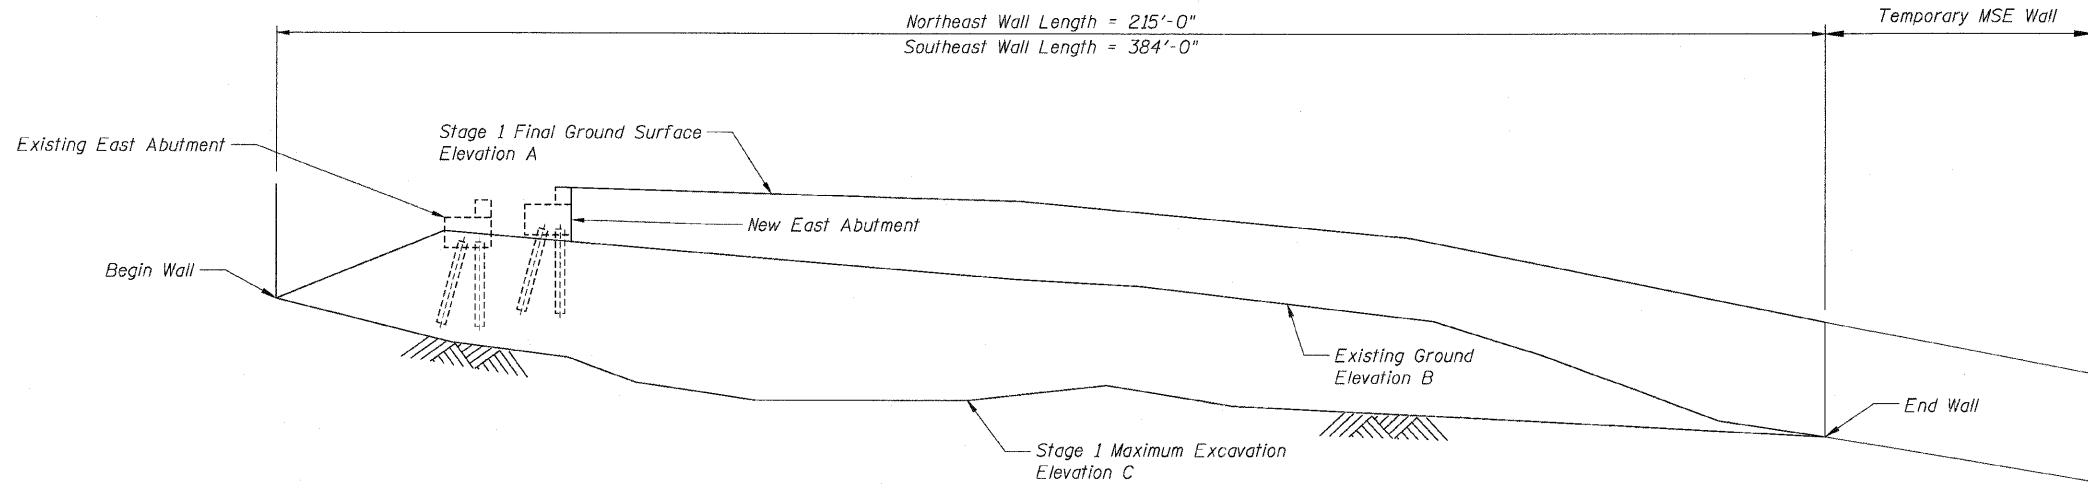 Northeast Wall Length = 215'-0"
Southeast Wall Length = 384'-0"
Temporary MSE Wall
Existing East Abutment
Stage 1 Final Ground Surface
Elevation A
New East Abutment
Begin Wall
Existing Ground
Elevation B
End Wall
Stage 1 Maximum Excavation
Elevation C